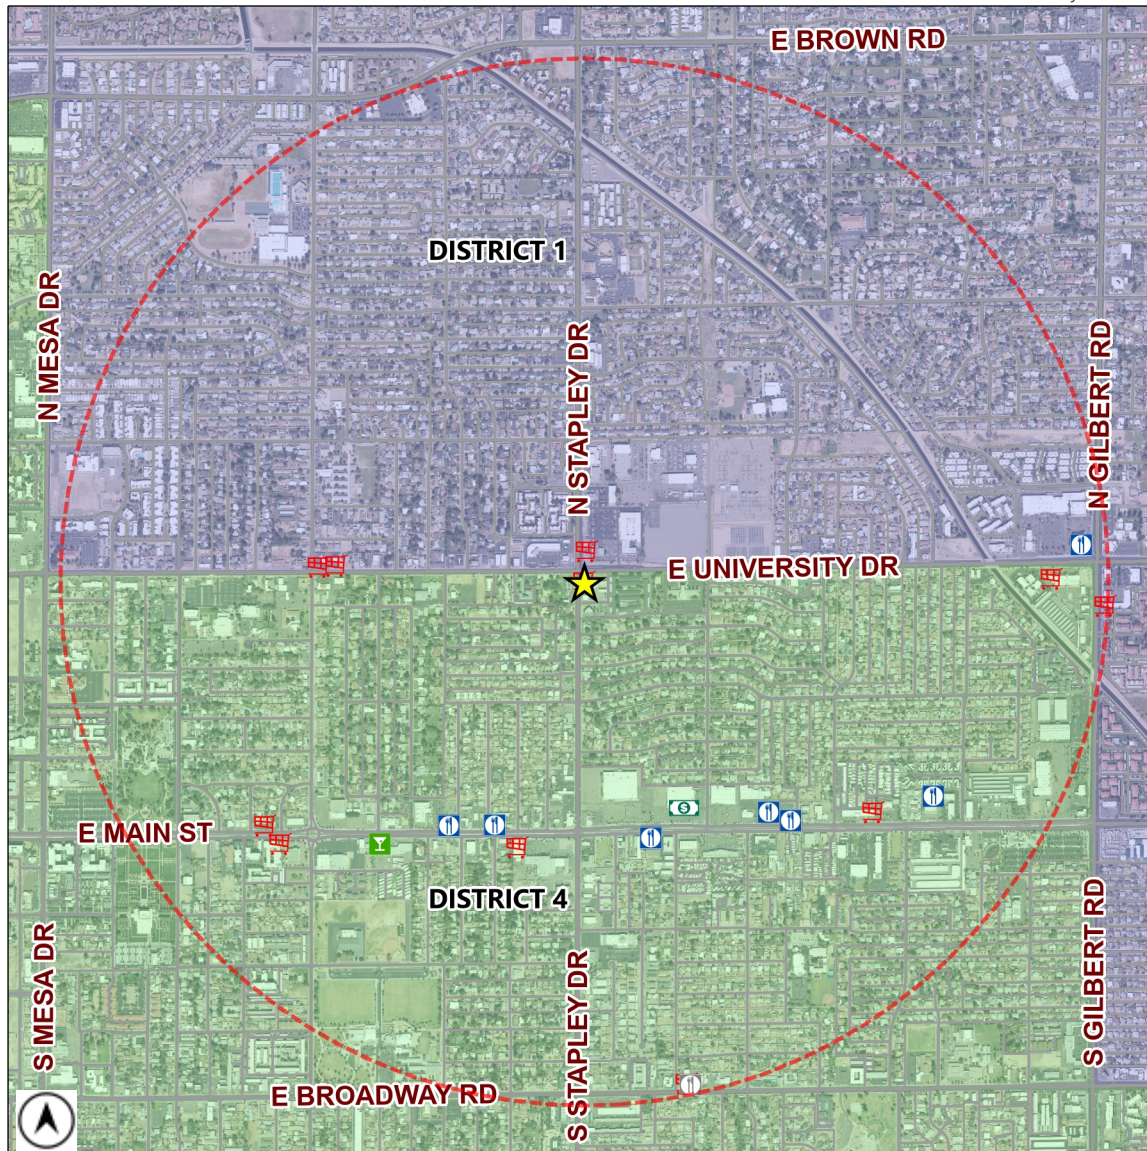 E BROWN RD
DISTRICT 1
N MESA DR
N STAPLEY DR
N GILBERT RD
E UNIVERSITY DR
E MAIN ST
DISTRICT 4
S MESA DR
S STAPLEY DR
S GILBERT RD
E BROADWAY RD